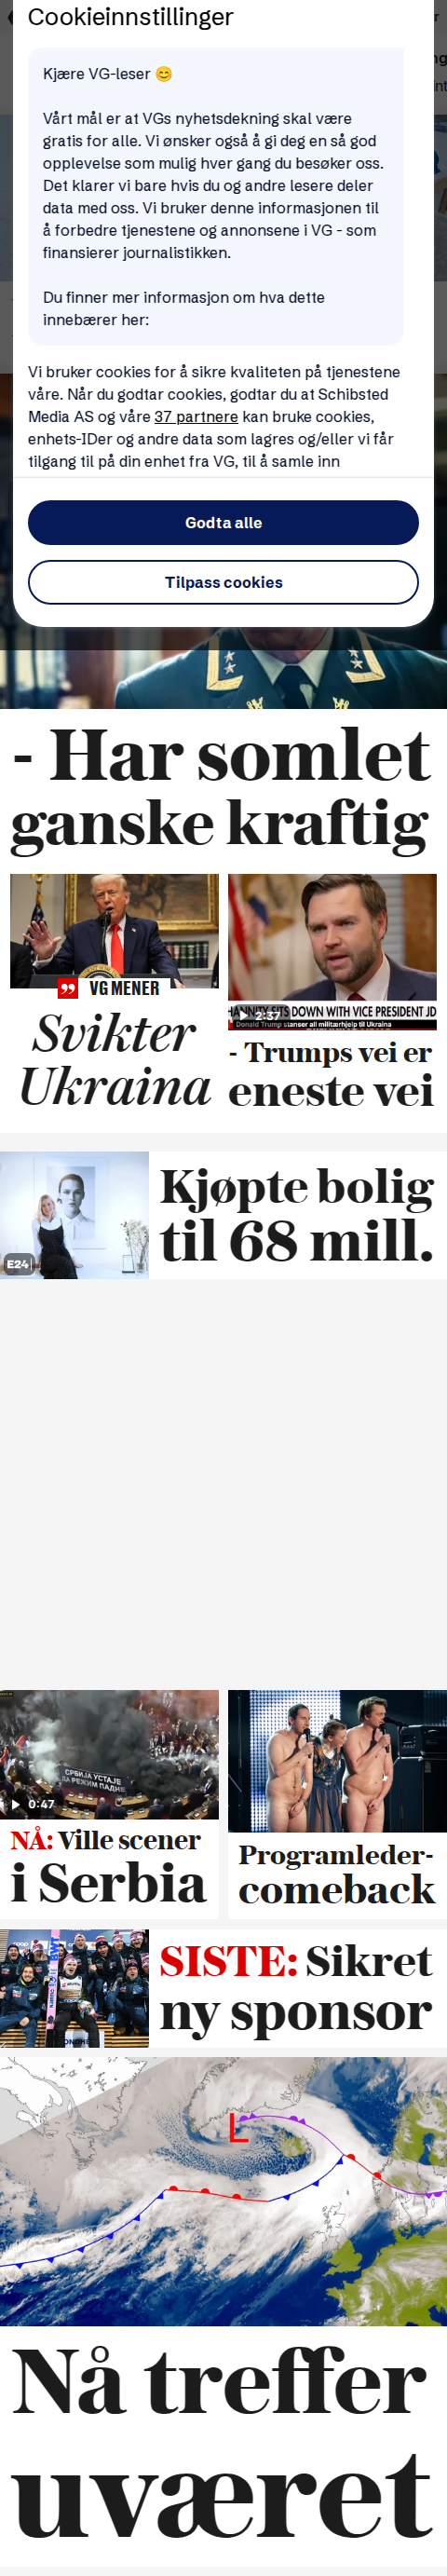 Cookieinnstillinger
Kjære VG-leser 😊
Vårt mål er at VGs nyhetsdekning skal være
gratis for alle. Vi ønsker også å gi deg en så god
opplevelse som mulig hver gang du besøker oss.
Det klarer vi bare hvis du og andre lesere deler
data med oss. Vi bruker denne informasjonen til
å forbedre tjenestene og annonsene i VG - som
finansierer journalistikken.
Du finner mer informasjon om hva dette
innebærer her:
Vi bruker cookies for å sikre kvaliteten på tjenestene
våre. Når du godtar cookies, godtar du at Schibsted
Media AS og våre 37 partnere kan bruke cookies,
enhets-IDer og andre data som lagres og/eller vi får
tilgang til på din enhet fra VG, til å samle inn
Godta alle
Tilpass cookies
- Har somlet
ganske kraftig
VG MENER
Svikter
Ukraina
HANNITY SITS DOWN WITH VICE PRESIDENT JD
2:37
Donald Trump stanser all militærhjelp til Ukraina
- Trumps vei er
eneste vei
E24
Kjøpte bolig
til 68 mill.
СРБИЈА УСТАЈЕ
ДА РЕЖИМ ПАДНЕ
0:47
NÅ: Ville scener
i Serbia
Programleder-
comeback
SISTE: Sikret
ny sponsor
L
Nå treffer
uværet